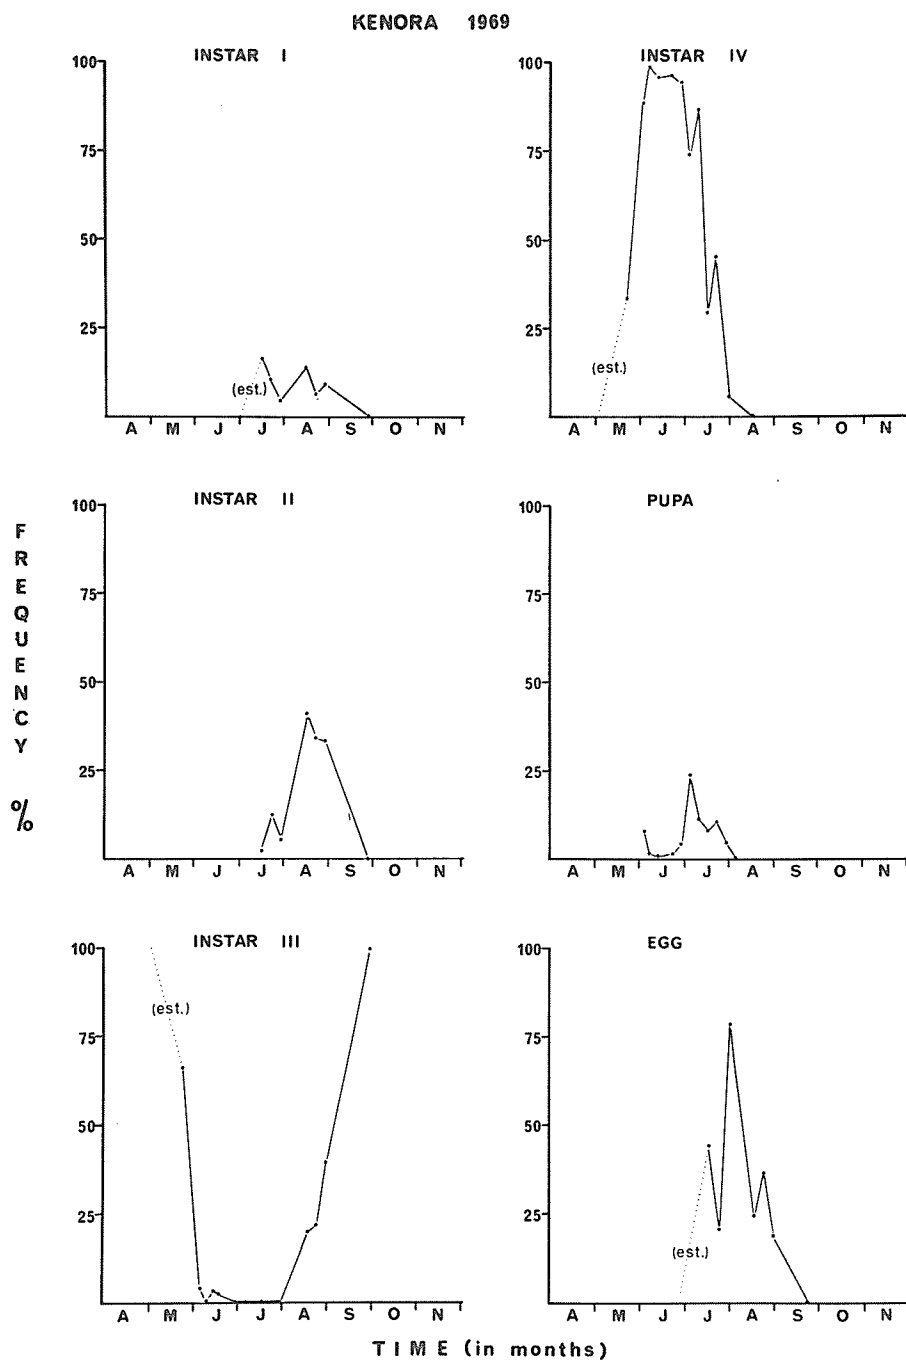 KENORA 1969
INSTAR I
100
75
50
25
(est.)
A M J J A S O N
INSTAR IV
100
75
50
25
(est.)
A M J J A S O N
INSTAR II
100
75
50
25
A M J J A S O N
PUPA
100
75
50
25
A M J J A S O N
INSTAR III
100
75
50
25
(est.)
A M J J A S O N
EGG
100
75
50
25
(est.)
A M J J A S O N
FREQUENCY %
TIME (in months)